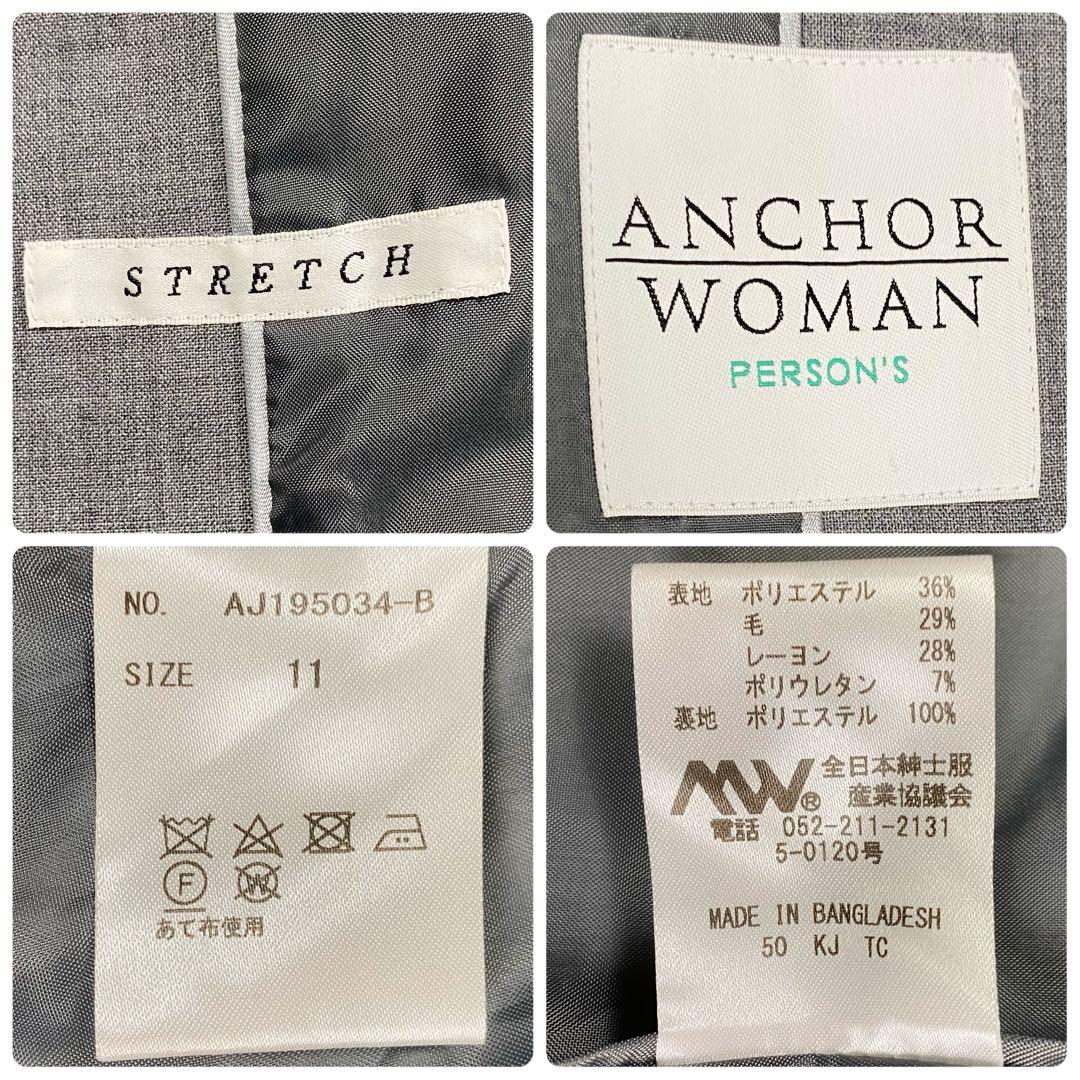 STRETCH
ANCHOR
WOMAN
PERSON'S
NO. AJ195034-B
SIZE 11
F W
あて布使用
表地 ポリエステル 36%
毛 29%
レーヨン 28%
ポリウレタン 7%
裏地 ポリエステル 100%
MW® 全日本紳士服
産業協議会
電話 052-211-2131
5-0120号
MADE IN BANGLADESH
50 KJ TC